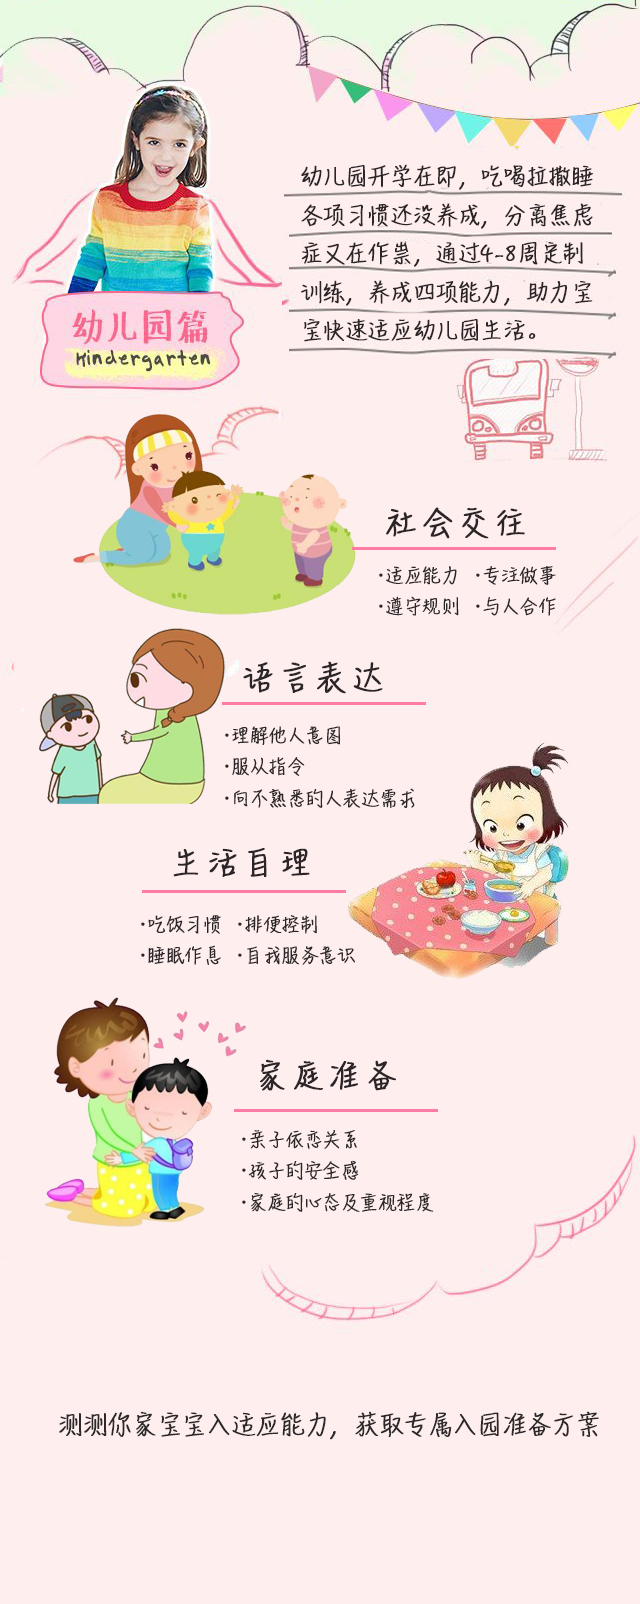 幼儿园开学在即，吃喝拉撒睡
各项习惯还没养成，分离焦虑
症又在作祟，通过4-8周定制
训练，养成四项能力，助力宝
宝快速适应幼儿园生活。
幼儿园篇
Kindergarten
社会交往
·适应能力 ·专注做事
·遵守规则 ·与人合作
语言表达
·理解他人意图
·服从指令
·向不熟悉的人表达需求
生活自理
·吃饭习惯 ·排便控制
·睡眠作息 ·自我服务意识
家庭准备
·亲子依恋关系
·孩子的安全感
·家庭的心态及重视程度
测测你家宝宝入适应能力，获取专属入园准备方案